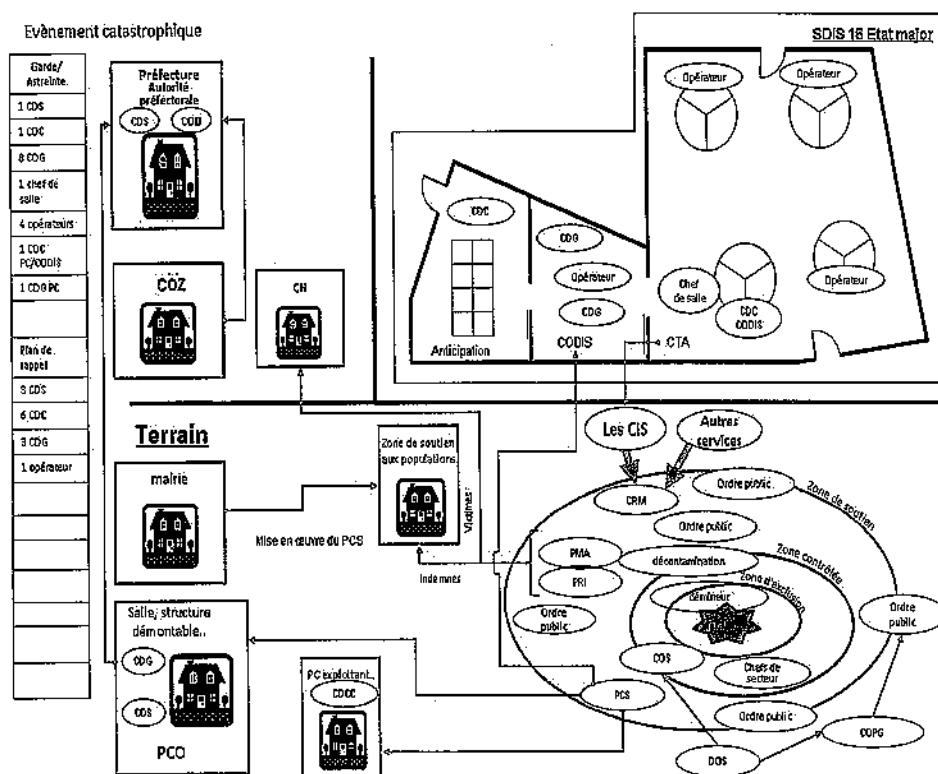 Evènement catastrophique
SDIS 16 Etat major
Garde/
Astreinte.
1 CDS
1 CDC
8 CDG
1 chef de
salle
4 opérateurs
1 CDC
PC/CODIS
1 CDG PC
Plan de
rappel
6 CDC
3 CDG
1 opérateur
Préfecture
Autorité
préfectorale
CDS
COD
COZ
CH
Opérateur
Opérateur
CDC
CDG
Opérateur
CDG
Chef
de salle
CDC
CODIS
Opérateur
Anticipation
CODIS
CTA
Terrain
mairie
Zone de soutien
aux populations.
Mise en œuvre du PCS
Victimes
Indemnes
Les CIS
Autres
services
CRM
Ordre public
Zone de soutien
Ordre public
Zone contrôlée
PMA
décontamination
PRI
Zone d'exclusion
démineur
Ordre
public
Ordre
public
COS
Chefs de
secteur
PCS
Ordre public
DOS
COPG
Salle/ structure
démontable..
CDG
CDS
PCO
PC exploitant..
CDCC